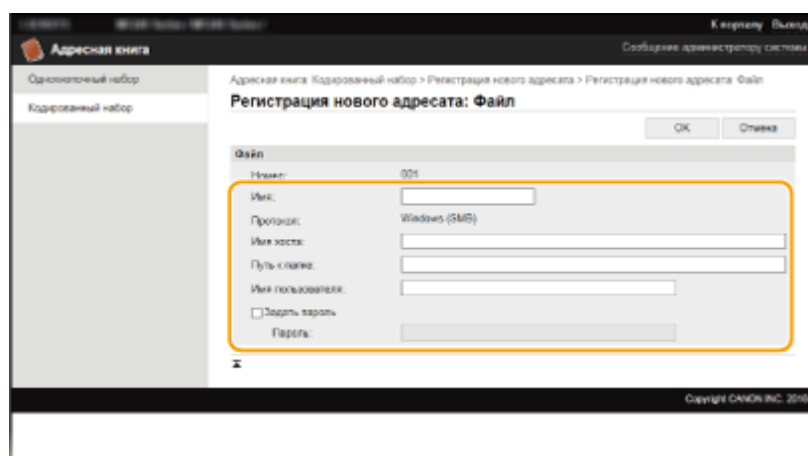 К порталу Выход
Адресная книга
Сообщение администратору системы
Однокнопочный набор
Кодированный набор
Адресная книга: Кодированный набор > Регистрация нового адресата > Регистрация нового адресата: Файл
Регистрация нового адресата: Файл
OK Отмена
Файл
Номер: 001
Имя:
Протокол: Windows (SMB)
Имя хоста:
Путь к папке:
Имя пользователя:
Задать пароль
Пароль:
Copyright CANON INC. 2016